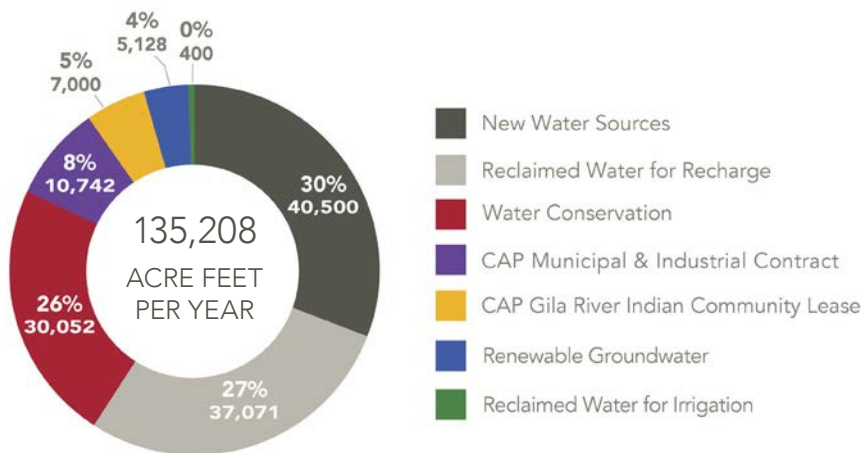 4%
5,128
0%
400
5%
7,000
8%
10,742
30%
40,500
135,208
ACRE FEET
PER YEAR
26%
30,052
27%
37,071
New Water Sources
Reclaimed Water for Recharge
Water Conservation
CAP Municipal & Industrial Contract
CAP Gila River Indian Community Lease
Renewable Groundwater
Reclaimed Water for Irrigation